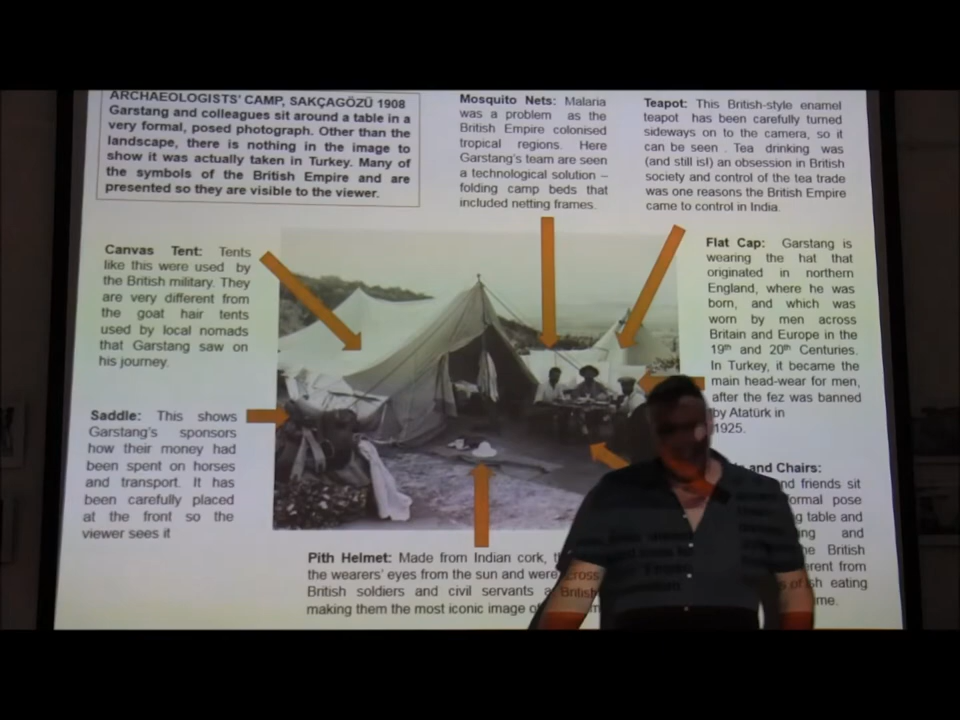 ARCHAEOLOGISTS' CAMP, SAKÇAGÖZÜ 1908
Garstang and colleagues sit around a table in a
very formal, posed photograph. Other than the
landscape, there is nothing in the image to
show it was actually taken in Turkey. Many of
the symbols of the British Empire and are
presented so they are visible to the viewer.
Mosquito Nets: Malaria
was a problem as the
British Empire colonised
tropical regions. Here
Garstang's team are seen
a technological solution –
folding camp beds that
included netting frames.
Teapot: This British-style enamel
teapot has been carefully turned
sideways on to the camera, so it
can be seen . Tea drinking was
(and still is!) an obsession in British
society and control of the tea trade
was one reasons the British Empire
came to control in India.
Canvas Tent: Tents
like this were used by
the British military. They
are very different from
the goat hair tents
used by local nomads
that Garstang saw on
his journey.
Flat Cap: Garstang is
wearing the hat that
originated in northern
England, where he was
born, and which was
worn by men across
Britain and Europe in the
19th and 20th Centuries.
In Turkey, it became the
main head-wear for men,
after the fez was banned
by Atatürk in
1925.
Saddle: This shows
Garstang's sponsors
how their money had
been spent on horses
and transport. It has
been carefully placed
at the front so the
viewer sees it
and Chairs:
friends sit
pose
table and
and
British
from
eating
Pith Helmet: Made from Indian cork,
the wearers' eyes from the sun and were across
British soldiers and civil servants British
making them the most iconic image